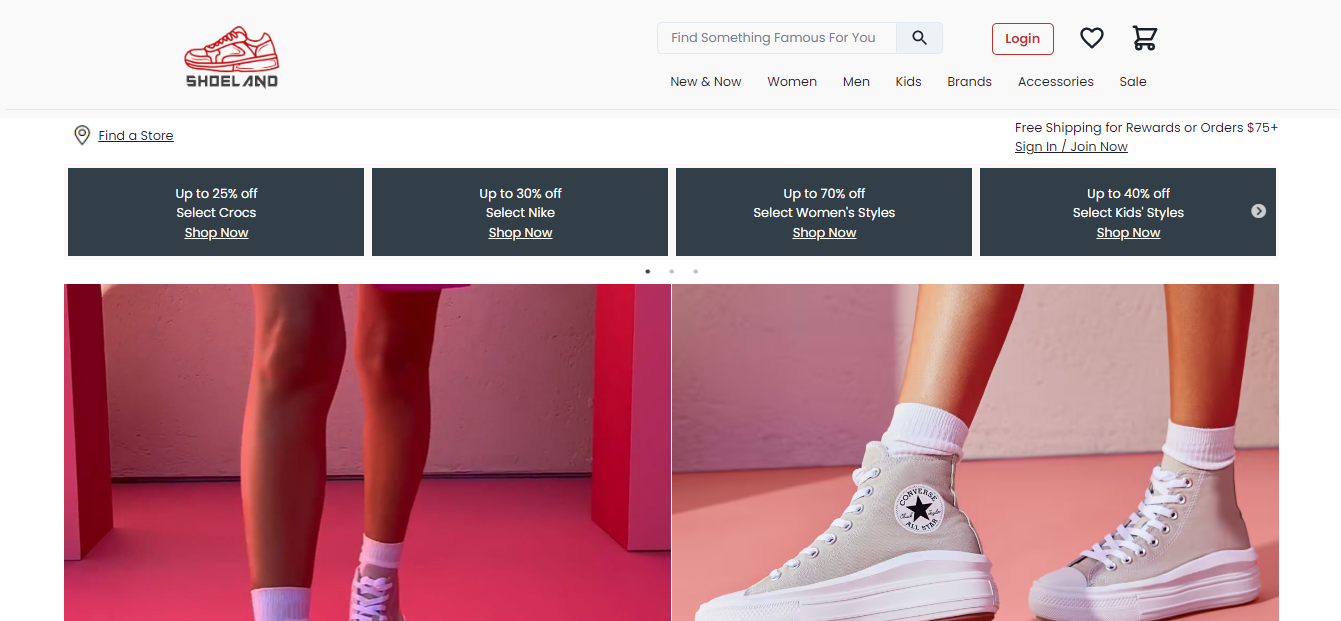 SHOELAND
Find Something Famous For You
Login
New & Now Women Men Kids Brands Accessories Sale
Find a Store
Free Shipping for Rewards or Orders $75+
Sign In / Join Now
Up to 25% off
Select Crocs
Shop Now
Up to 30% off
Select Nike
Shop Now
Up to 70% off
Select Women's Styles
Shop Now
Up to 40% off
Select Kids' Styles
Shop Now
CONVERSE
ALL STAR